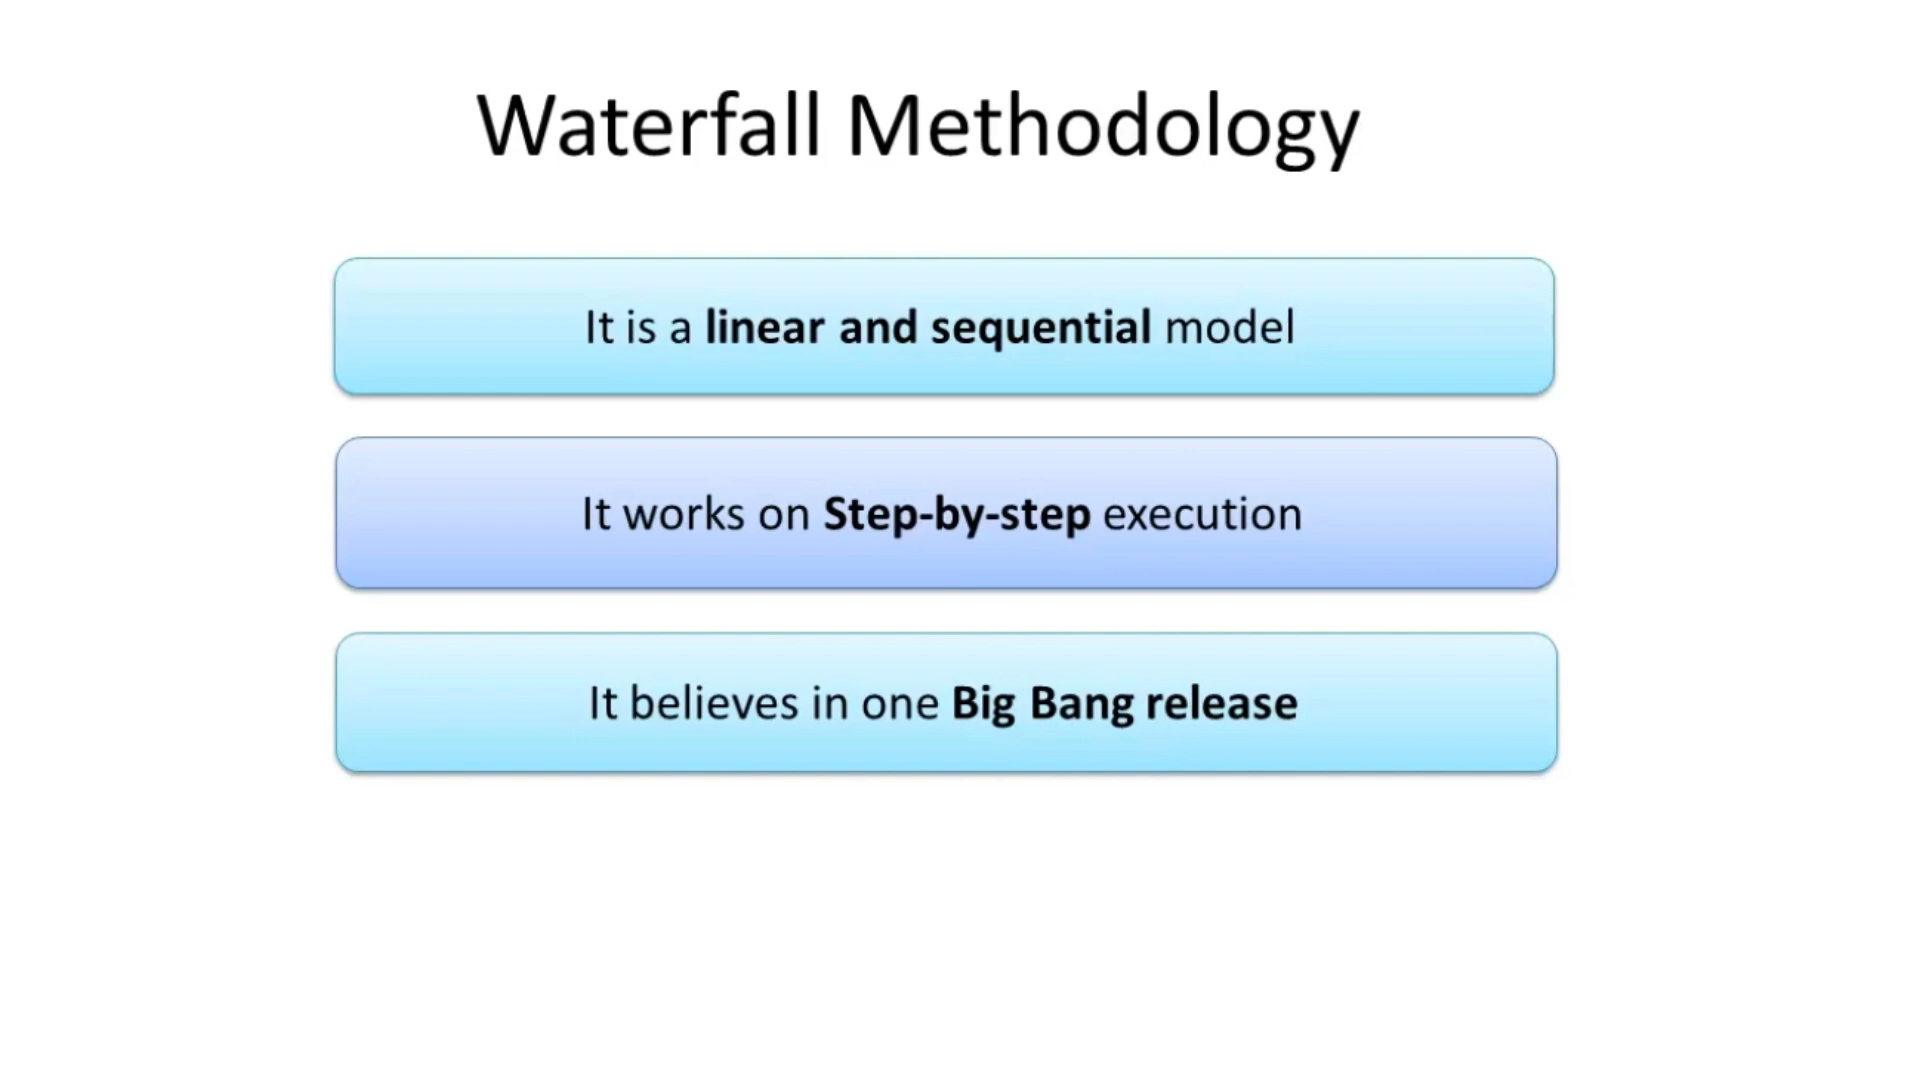 Waterfall Methodology
It is a linear and sequential model
It works on Step-by-step execution
It believes in one Big Bang release